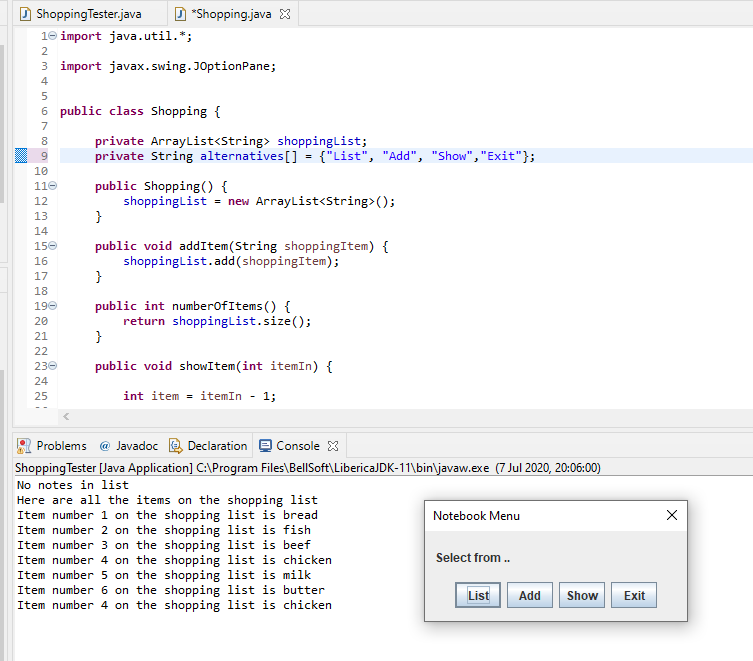 ShoppingTester.java *Shopping.java
1 import java.util.*;
2
3 import javax.swing.JOptionPane;
4
5
6 public class Shopping {
7
8 private ArrayList<String> shoppingList;
9 private String alternatives[] = {"List", "Add", "Show","Exit"};
10
11 public Shopping() {
12 shoppingList = new ArrayList<String>();
13 }
14
15 public void addItem(String shoppingItem) {
16 shoppingList.add(shoppingItem);
17 }
18
19 public int numberOfItems() {
20 return shoppingList.size();
21 }
22
23 public void showItem(int itemIn) {
24
25 int item = itemIn - 1;
Problems Javadoc Declaration Console
ShoppingTester [Java Application] C:\Program Files\BellSoft\LibericaJDK-11\bin\javaw.exe (7 Jul 2020, 20:06:00)
No notes in list
Here are all the items on the shopping list
Item number 1 on the shopping list is bread
Item number 2 on the shopping list is fish
Item number 3 on the shopping list is beef
Item number 4 on the shopping list is chicken
Item number 5 on the shopping list is milk
Item number 6 on the shopping list is butter
Item number 4 on the shopping list is chicken
Notebook Menu
Select from ..
List Add Show Exit